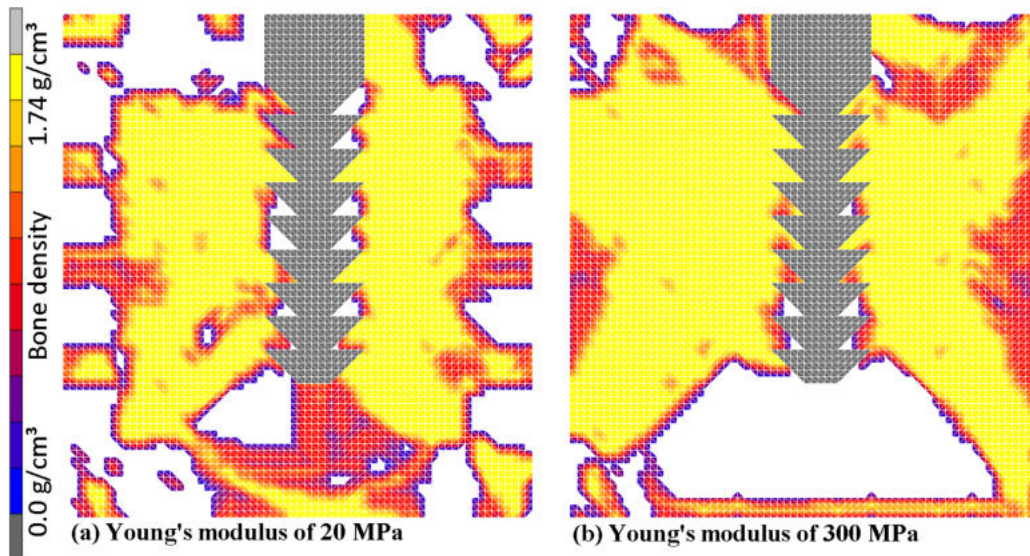 1.74 g/cm³
Bone density
0.0 g/cm³
(a) Young's modulus of 20 MPa
(b) Young's modulus of 300 MPa